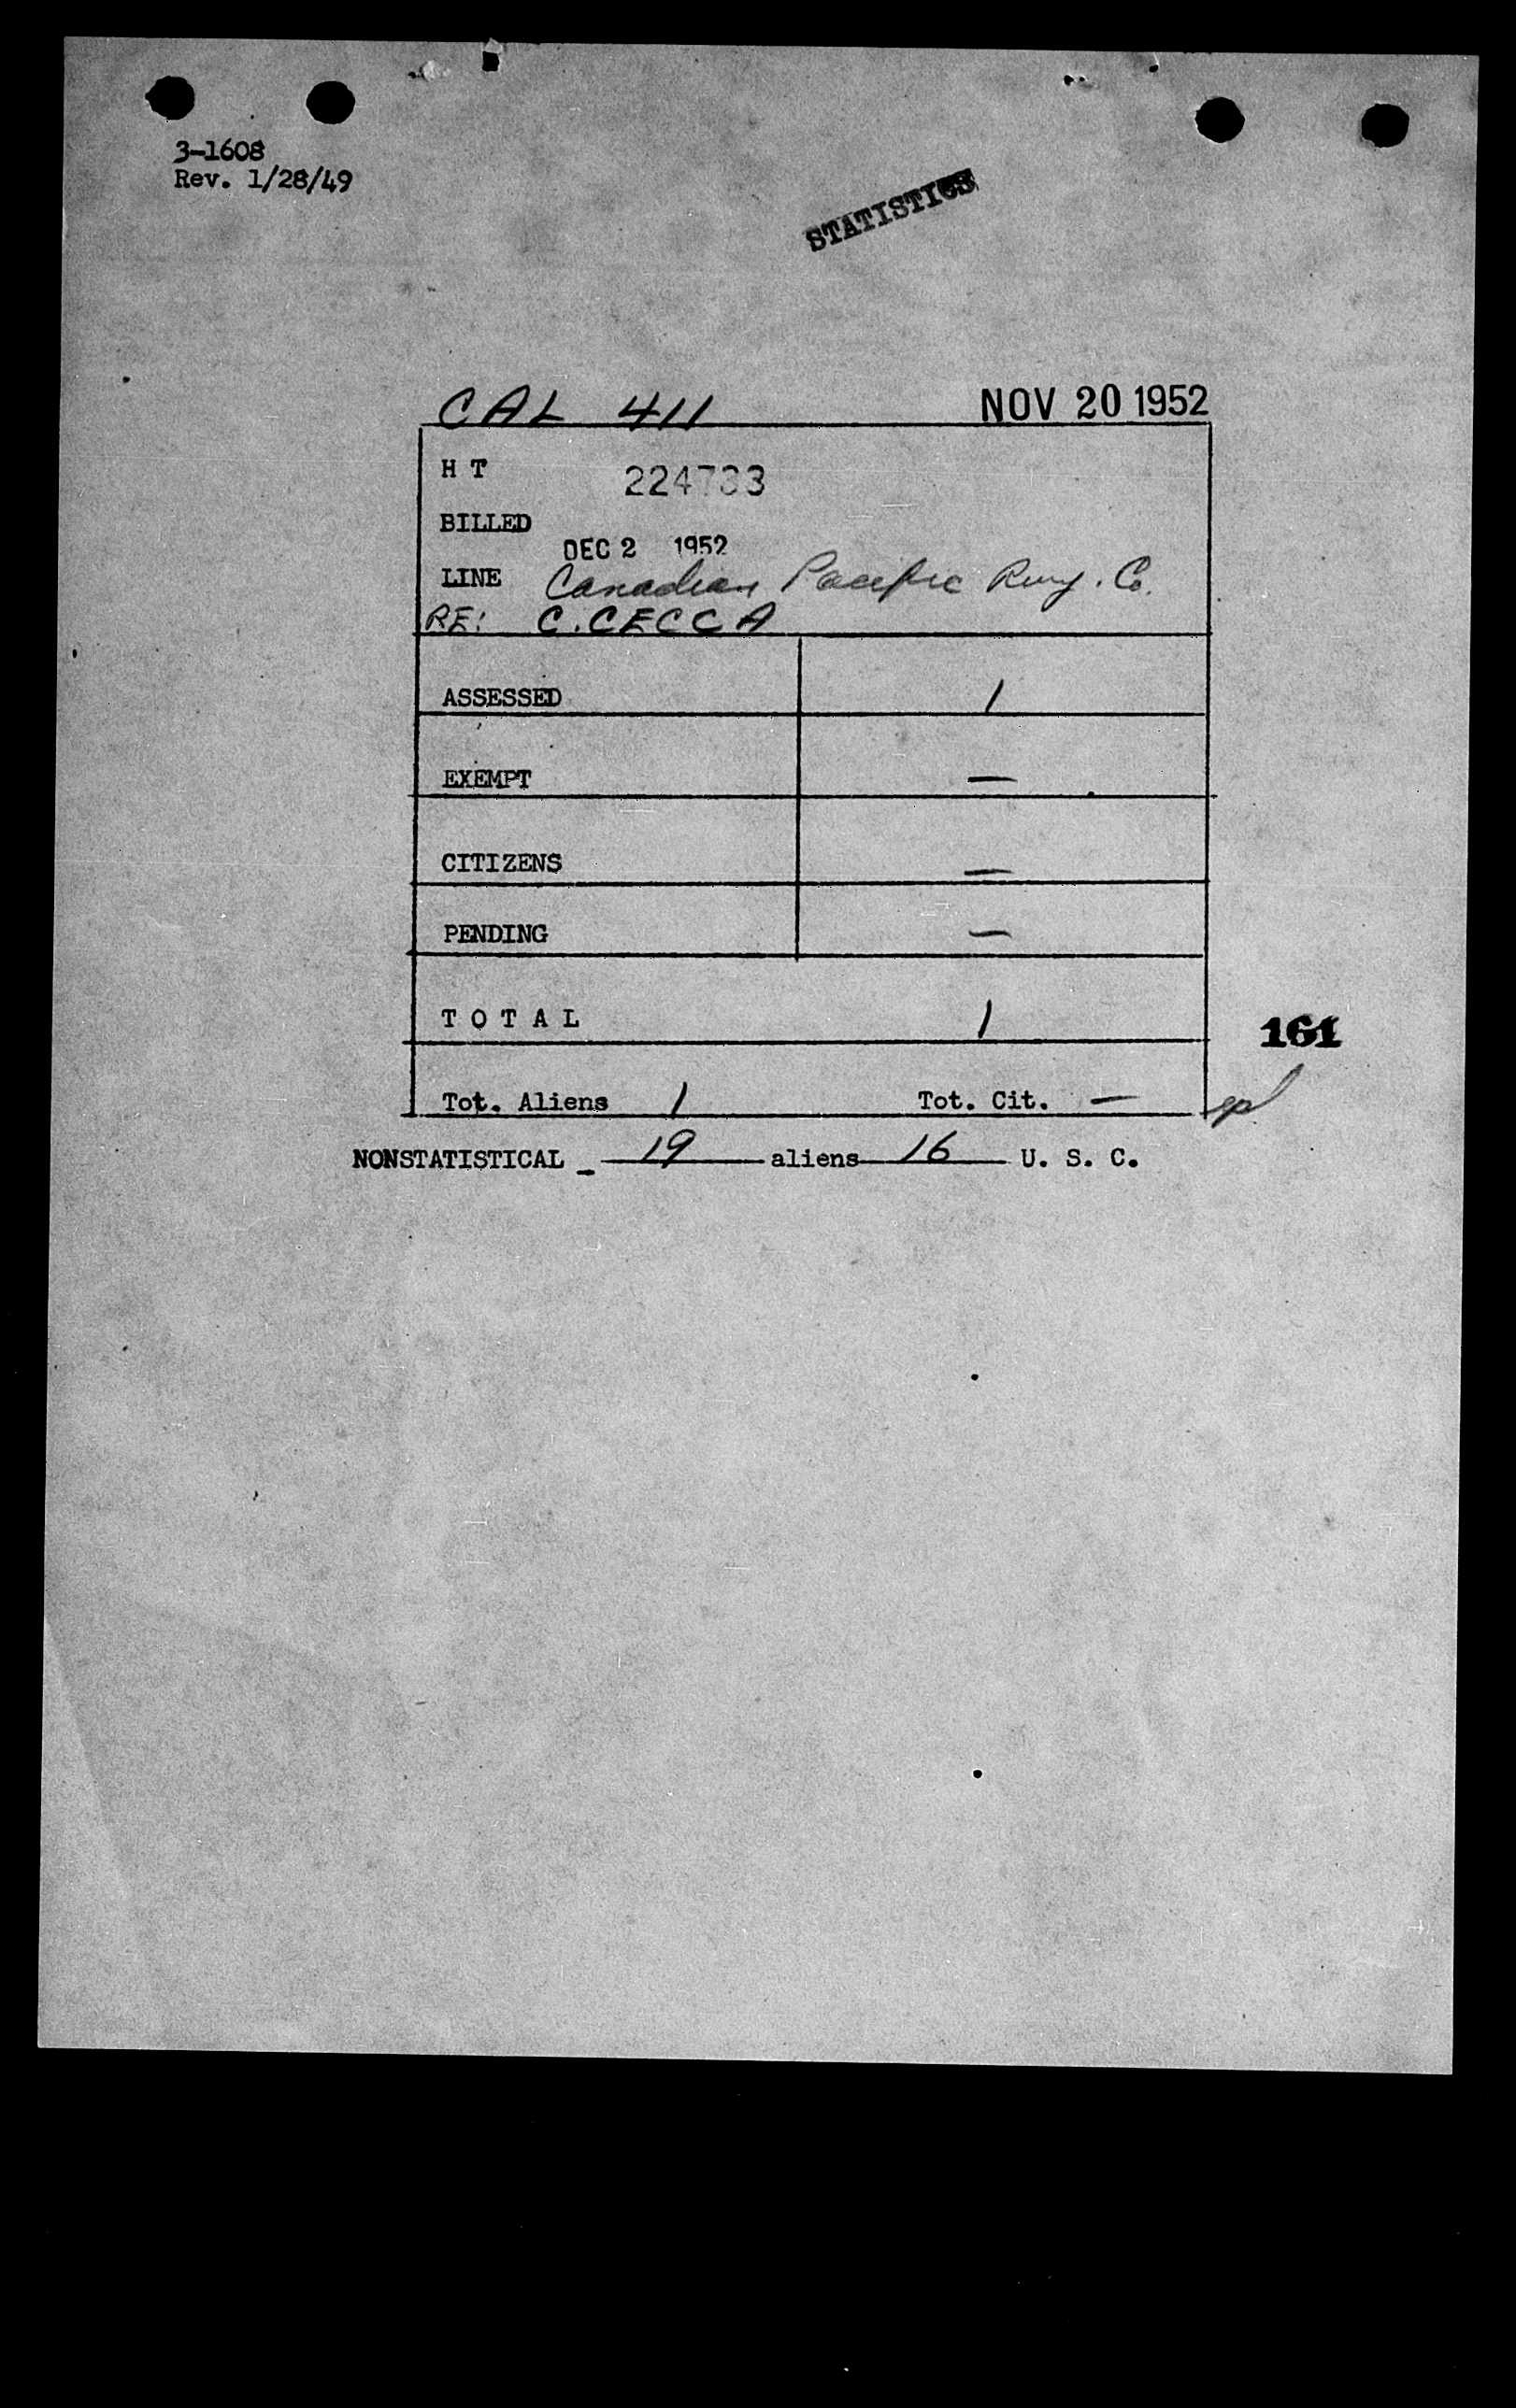 3-1608
Rev. 1/28/49
STATISTICS
CAL 411 NOV 20 1952
H T 224733
BILLED
DEC 2 1952
LINE Canadian Pacific Rwy. Co.
RE: C. CECCA
ASSESSED 1
EXEMPT —
CITIZENS —
PENDING —
T O T A L 1
161
Tot. Aliens 1 Tot. Cit. —
NONSTATISTICAL - 19 aliens 16 U. S. C.